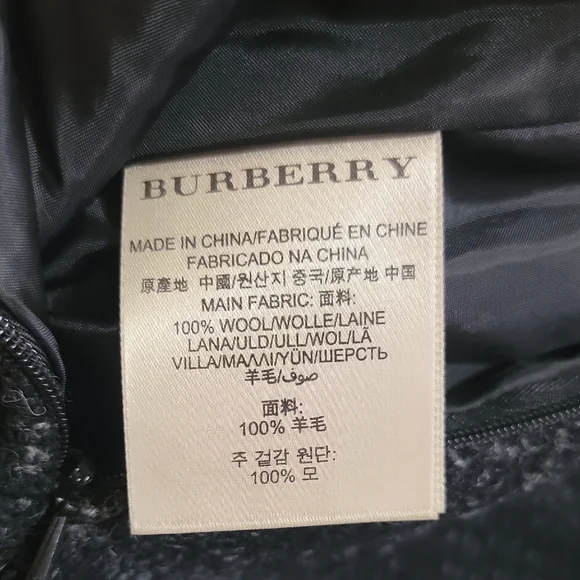 BURBERRY
MADE IN CHINA/FABRIQUÉ EN CHINE
FABRICADO NA CHINA
原產地 中國/원산지 중국/原产地 中国
MAIN FABRIC: 面料:
100% WOOL/WOLLE/LAINE
LANA/ULD/ULL/WOL/LÃ
VILLA/ΜΑΛΛΙ/YÜN/ШЕРСТЬ
羊毛/صوف
面料:
100% 羊毛
주 겉감 원단:
100% 모